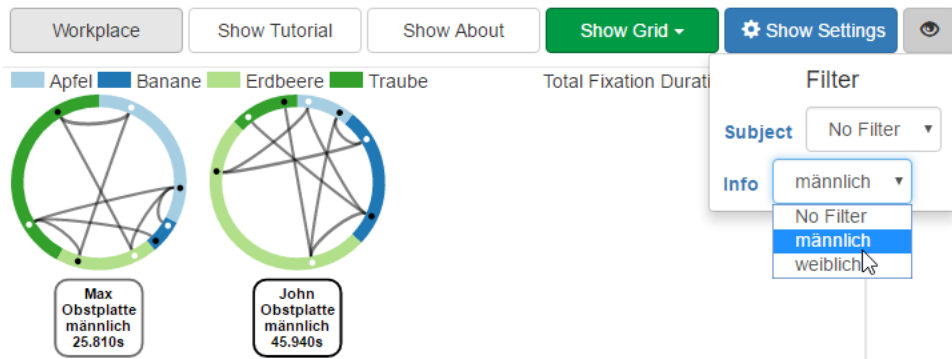 Workplace Show Tutorial Show About Show Grid Show Settings
Apfel Banane Erdbeere Traube Total Fixation Durati
Filter
Subject No Filter
Info männlich
No Filter
männlich
weiblich
Max
Obstplatte
männlich
25.810s
John
Obstplatte
männlich
45.940s